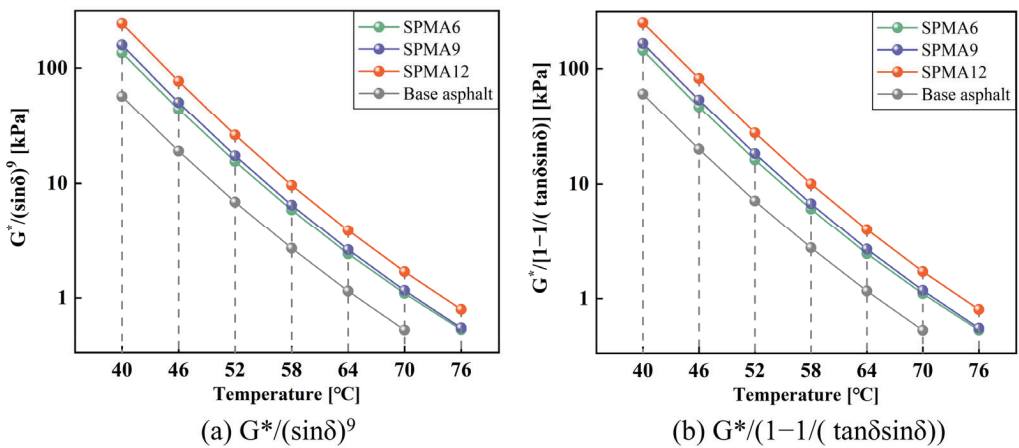 SPMA6
SPMA9
SPMA12
Base asphalt
G*/(sinδ)⁹ [kPa]
100
10
1
40 46 52 58 64 70 76
Temperature [°C]
(a) G*/(sinδ)⁹
SPMA6
SPMA9
SPMA12
Base asphalt
G*/[1−1/( tanδsinδ)] [kPa]
100
10
1
40 46 52 58 64 70 76
Temperature [°C]
(b) G*/(1−1/( tanδsinδ))